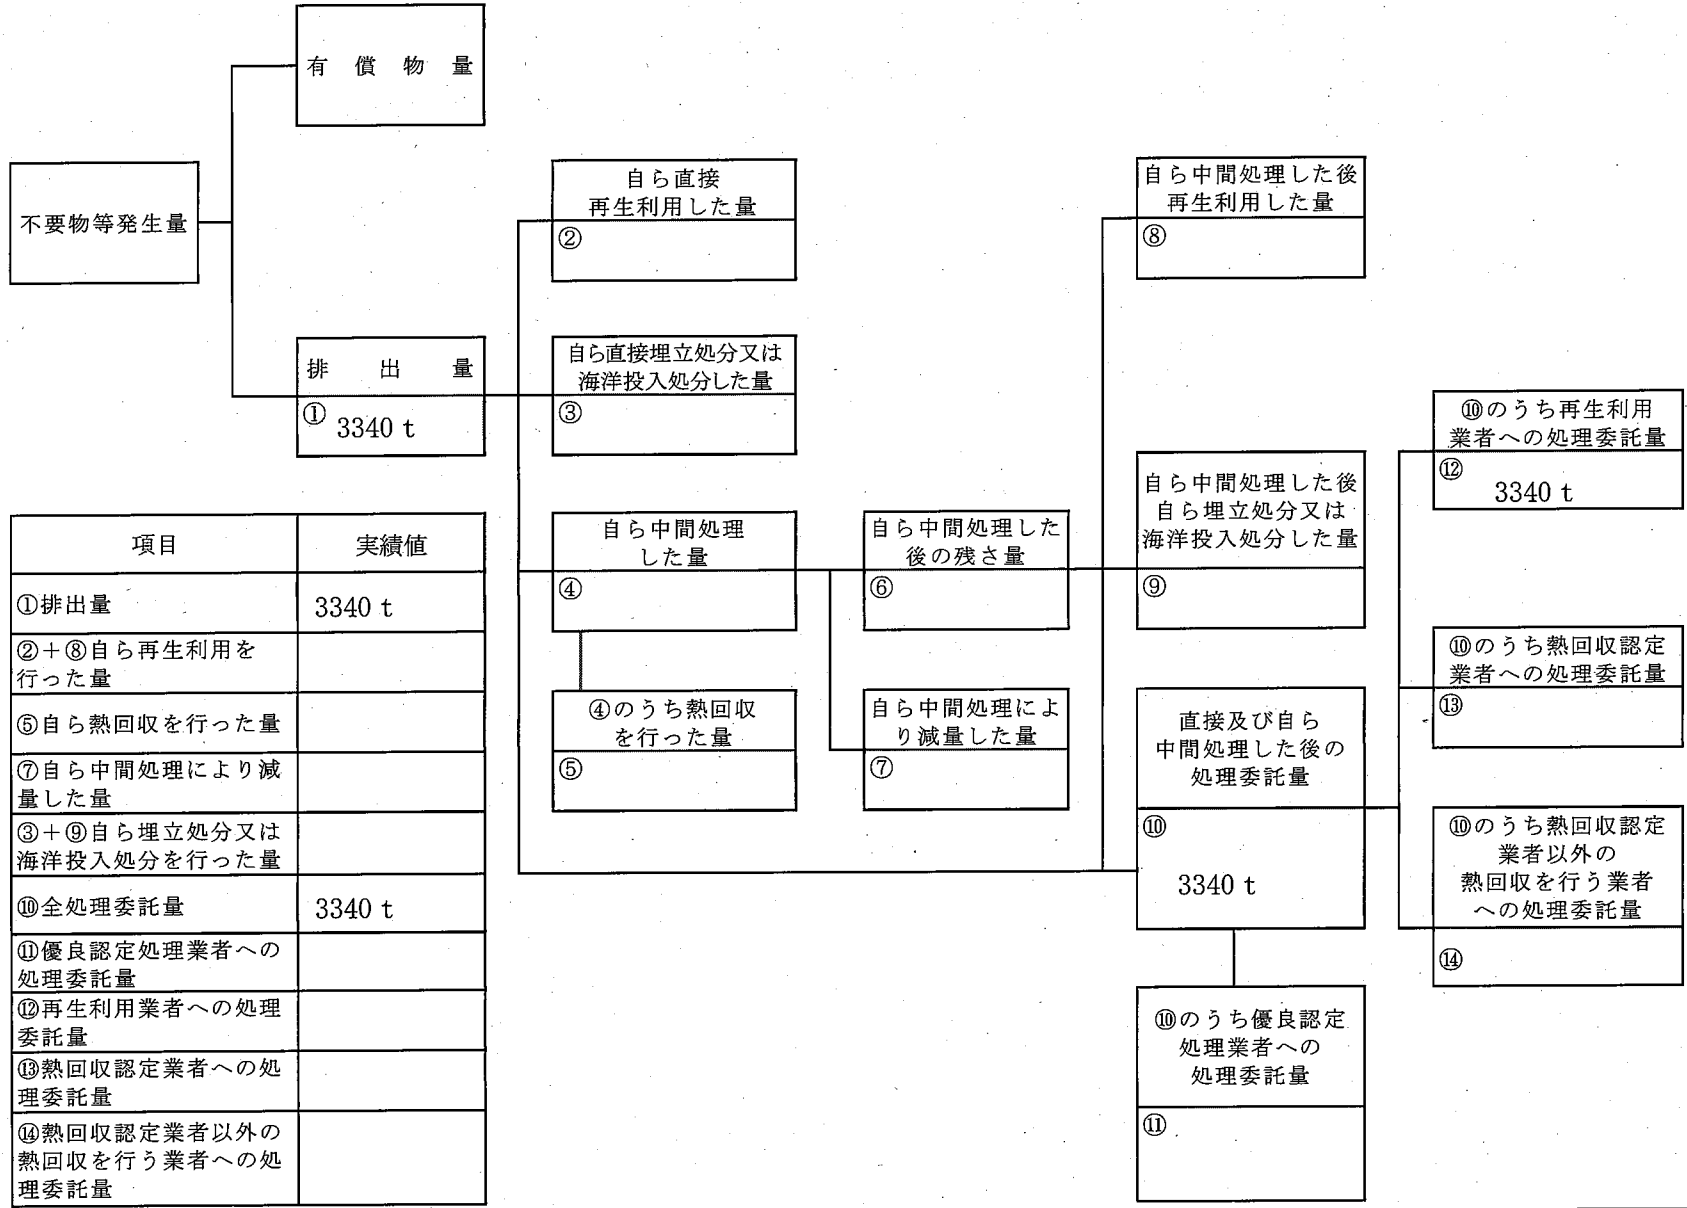 有償物量
不要物等発生量
排出量
① 3340 t
自ら直接
再生利用した量
②
自ら直接埋立処分又は
海洋投入処分した量
③
自ら中間処理
した量
④
④のうち熱回収
を行った量
⑤
自ら中間処理した
後の残さ量
⑥
自ら中間処理によ
り減量した量
⑦
自ら中間処理した後
再生利用した量
⑧
自ら中間処理した後
自ら埋立処分又は
海洋投入処分した量
⑨
直接及び自ら
中間処理した後の
処理委託量
⑩
3340 t
⑩のうち優良認定
処理業者への
処理委託量
⑪
⑩のうち再生利用
業者への処理委託量
⑫
3340 t
⑩のうち熱回収認定
業者への処理委託量
⑬
⑩のうち熱回収認定
業者以外の
熱回収を行う業者
への処理委託量
⑭
項目 実績値
①排出量 3340 t
②+⑧自ら再生利用を
行った量
⑤自ら熱回収を行った量
⑦自ら中間処理により減
量した量
③+⑨自ら埋立処分又は
海洋投入処分を行った量
⑩全処理委託量 3340 t
⑪優良認定処理業者への
処理委託量
⑫再生利用業者への処理
委託量
⑬熱回収認定業者への処
理委託量
⑭熱回収認定業者以外の
熱回収を行う業者への処
理委託量